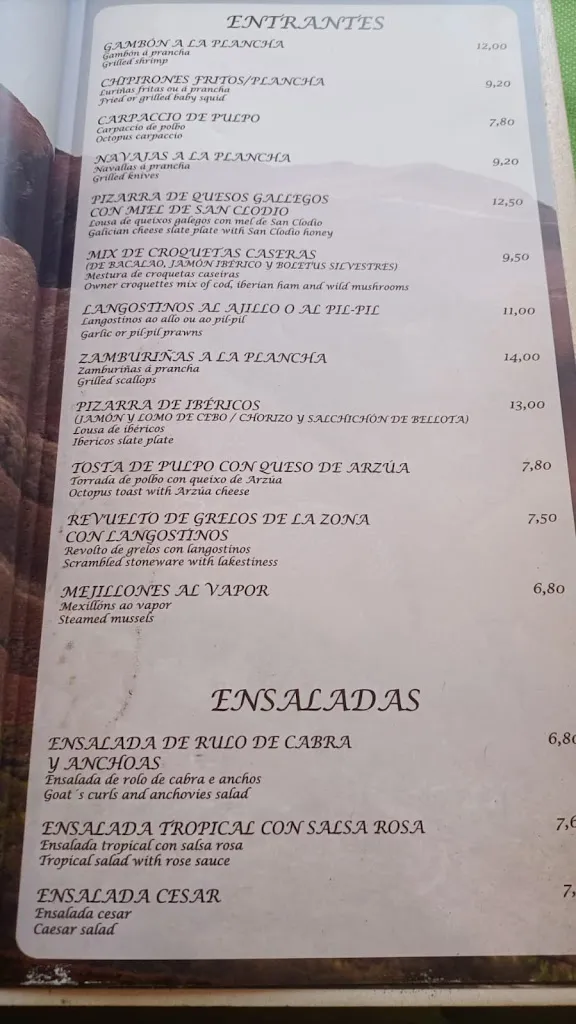 ENTRANTES
GAMBÓN A LA PLANCHA 12,00
Gambón á prancha
Grilled shrimp
CHIPIRONES FRITOS/PLANCHA 9,20
Luriñas fritas ou á prancha
Fried or grilled baby squid
CARPACCIO DE PULPO 7,80
Carpaccio de polbo
Octopus carpaccio
NAVAJAS A LA PLANCHA 9,20
Navallas á prancha
Grilled knives
PIZARRA DE QUESOS GALLEGOS 12,50
CON MIEL DE SAN CLODIO
Lousa de queixos galegos con mel de San Clodio
Galician cheese slate plate with San Clodio honey
MIX DE CROQUETAS CASERAS 9,50
(DE BACALAO, JAMÓN IBÉRICO Y BOLETUS SILVESTRES)
Mestura de croquetas caseiras
Owner croquettes mix of cod, iberian ham and wild mushrooms
LANGOSTINOS AL AJILLO O AL PIL-PIL 11,00
Langostinos ao allo ou ao pil-pil
Garlic or pil-pil prawns
ZAMBURIÑAS A LA PLANCHA 14,00
Zamburiñas á prancha
Grilled scallops
PIZARRA DE IBÉRICOS 13,00
(JAMÓN Y LOMO DE CEBO / CHORIZO Y SALCHICHÓN DE BELLOTA)
Lousa de ibéricos
Ibericos slate plate
TOSTA DE PULPO CON QUESO DE ARZÚA 7,80
Torrada de polbo con queixo de Arzúa
Octopus toast with Arzúa cheese
REVUELTO DE GRELOS DE LA ZONA 7,50
CON LANGOSTINOS
Revolto de grelos con langostinos
Scrambled stoneware with lakestiness
MEJILLONES AL VAPOR 6,80
Mexillóns ao vapor
Steamed mussels
ENSALADAS
ENSALADA DE RULO DE CABRA 6,80
Y ANCHOAS
Ensalada de rolo de cabra e anchos
Goat´s curls and anchovies salad
ENSALADA TROPICAL CON SALSA ROSA 7,6
Ensalada tropical con salsa rosa
Tropical salad with rose sauce
ENSALADA CESAR 7,
Ensalada cesar
Caesar salad